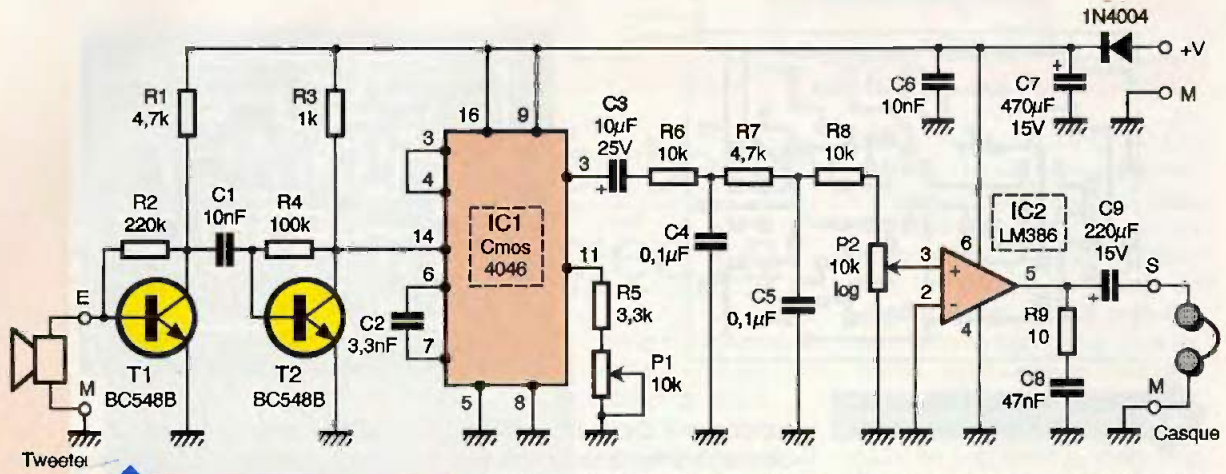 1N4004
+V
M
C6
10nF
C7
470µF
15V
+
R1
4,7k
R3
1k
16
9
C3
10µF
25V
+
R6
10k
R7
4,7k
R8
10k
3
4
3
R2
220k
C1
10nF
R4
100k
14
IC1
Cmos
4046
11
C4
0,1µF
P2
10k
log
IC2
LM386
C9
220µF
15V
+
6
3
+
2
-
5
4
S
E
6
C2
3,3nF
7
R5
3,3k
C5
0,1µF
R9
10
P1
10k
T1
BC548B
T2
BC548B
M
5
8
C8
47nF
M
Casque
Tweeter